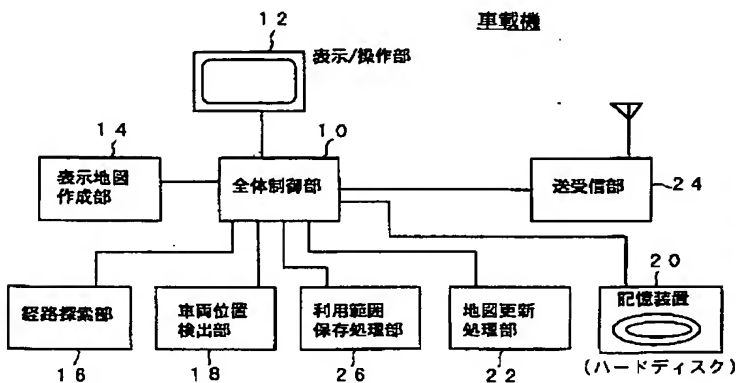 車載機
12
表示/操作部
14
表示地図
作成部
10
全体制御部
送受信部
24
経路探索部
16
車両位置
検出部
18
利用範囲
保存処理部
26
地図更新
処理部
22
20
記憶装置
(ハードディスク)